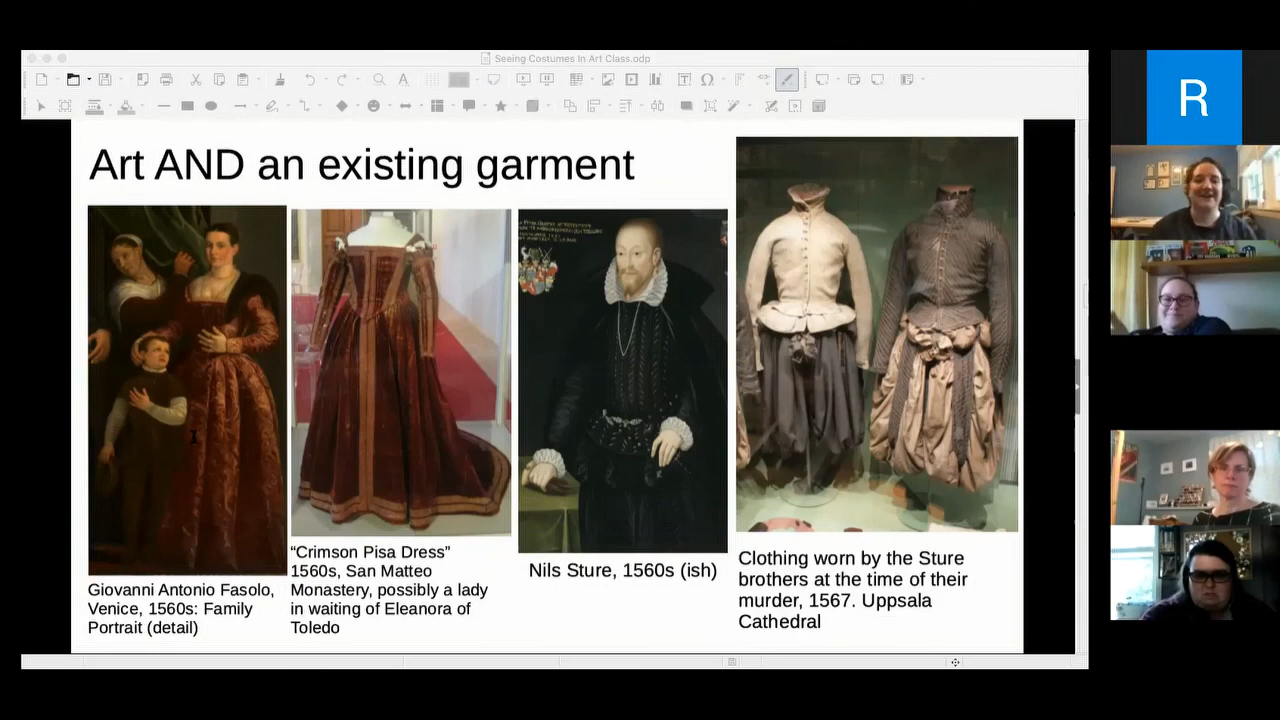 Seeing Costumes In Art Class.odp
Art AND an existing garment
Giovanni Antonio Fasolo,
Venice, 1560s: Family
Portrait (detail)
“Crimson Pisa Dress”
1560s, San Matteo
Monastery, possibly a lady
in waiting of Eleanora of
Toledo
Nils Sture, 1560s (ish)
Clothing worn by the Sture
brothers at the time of their
murder, 1567. Uppsala
Cathedral
R